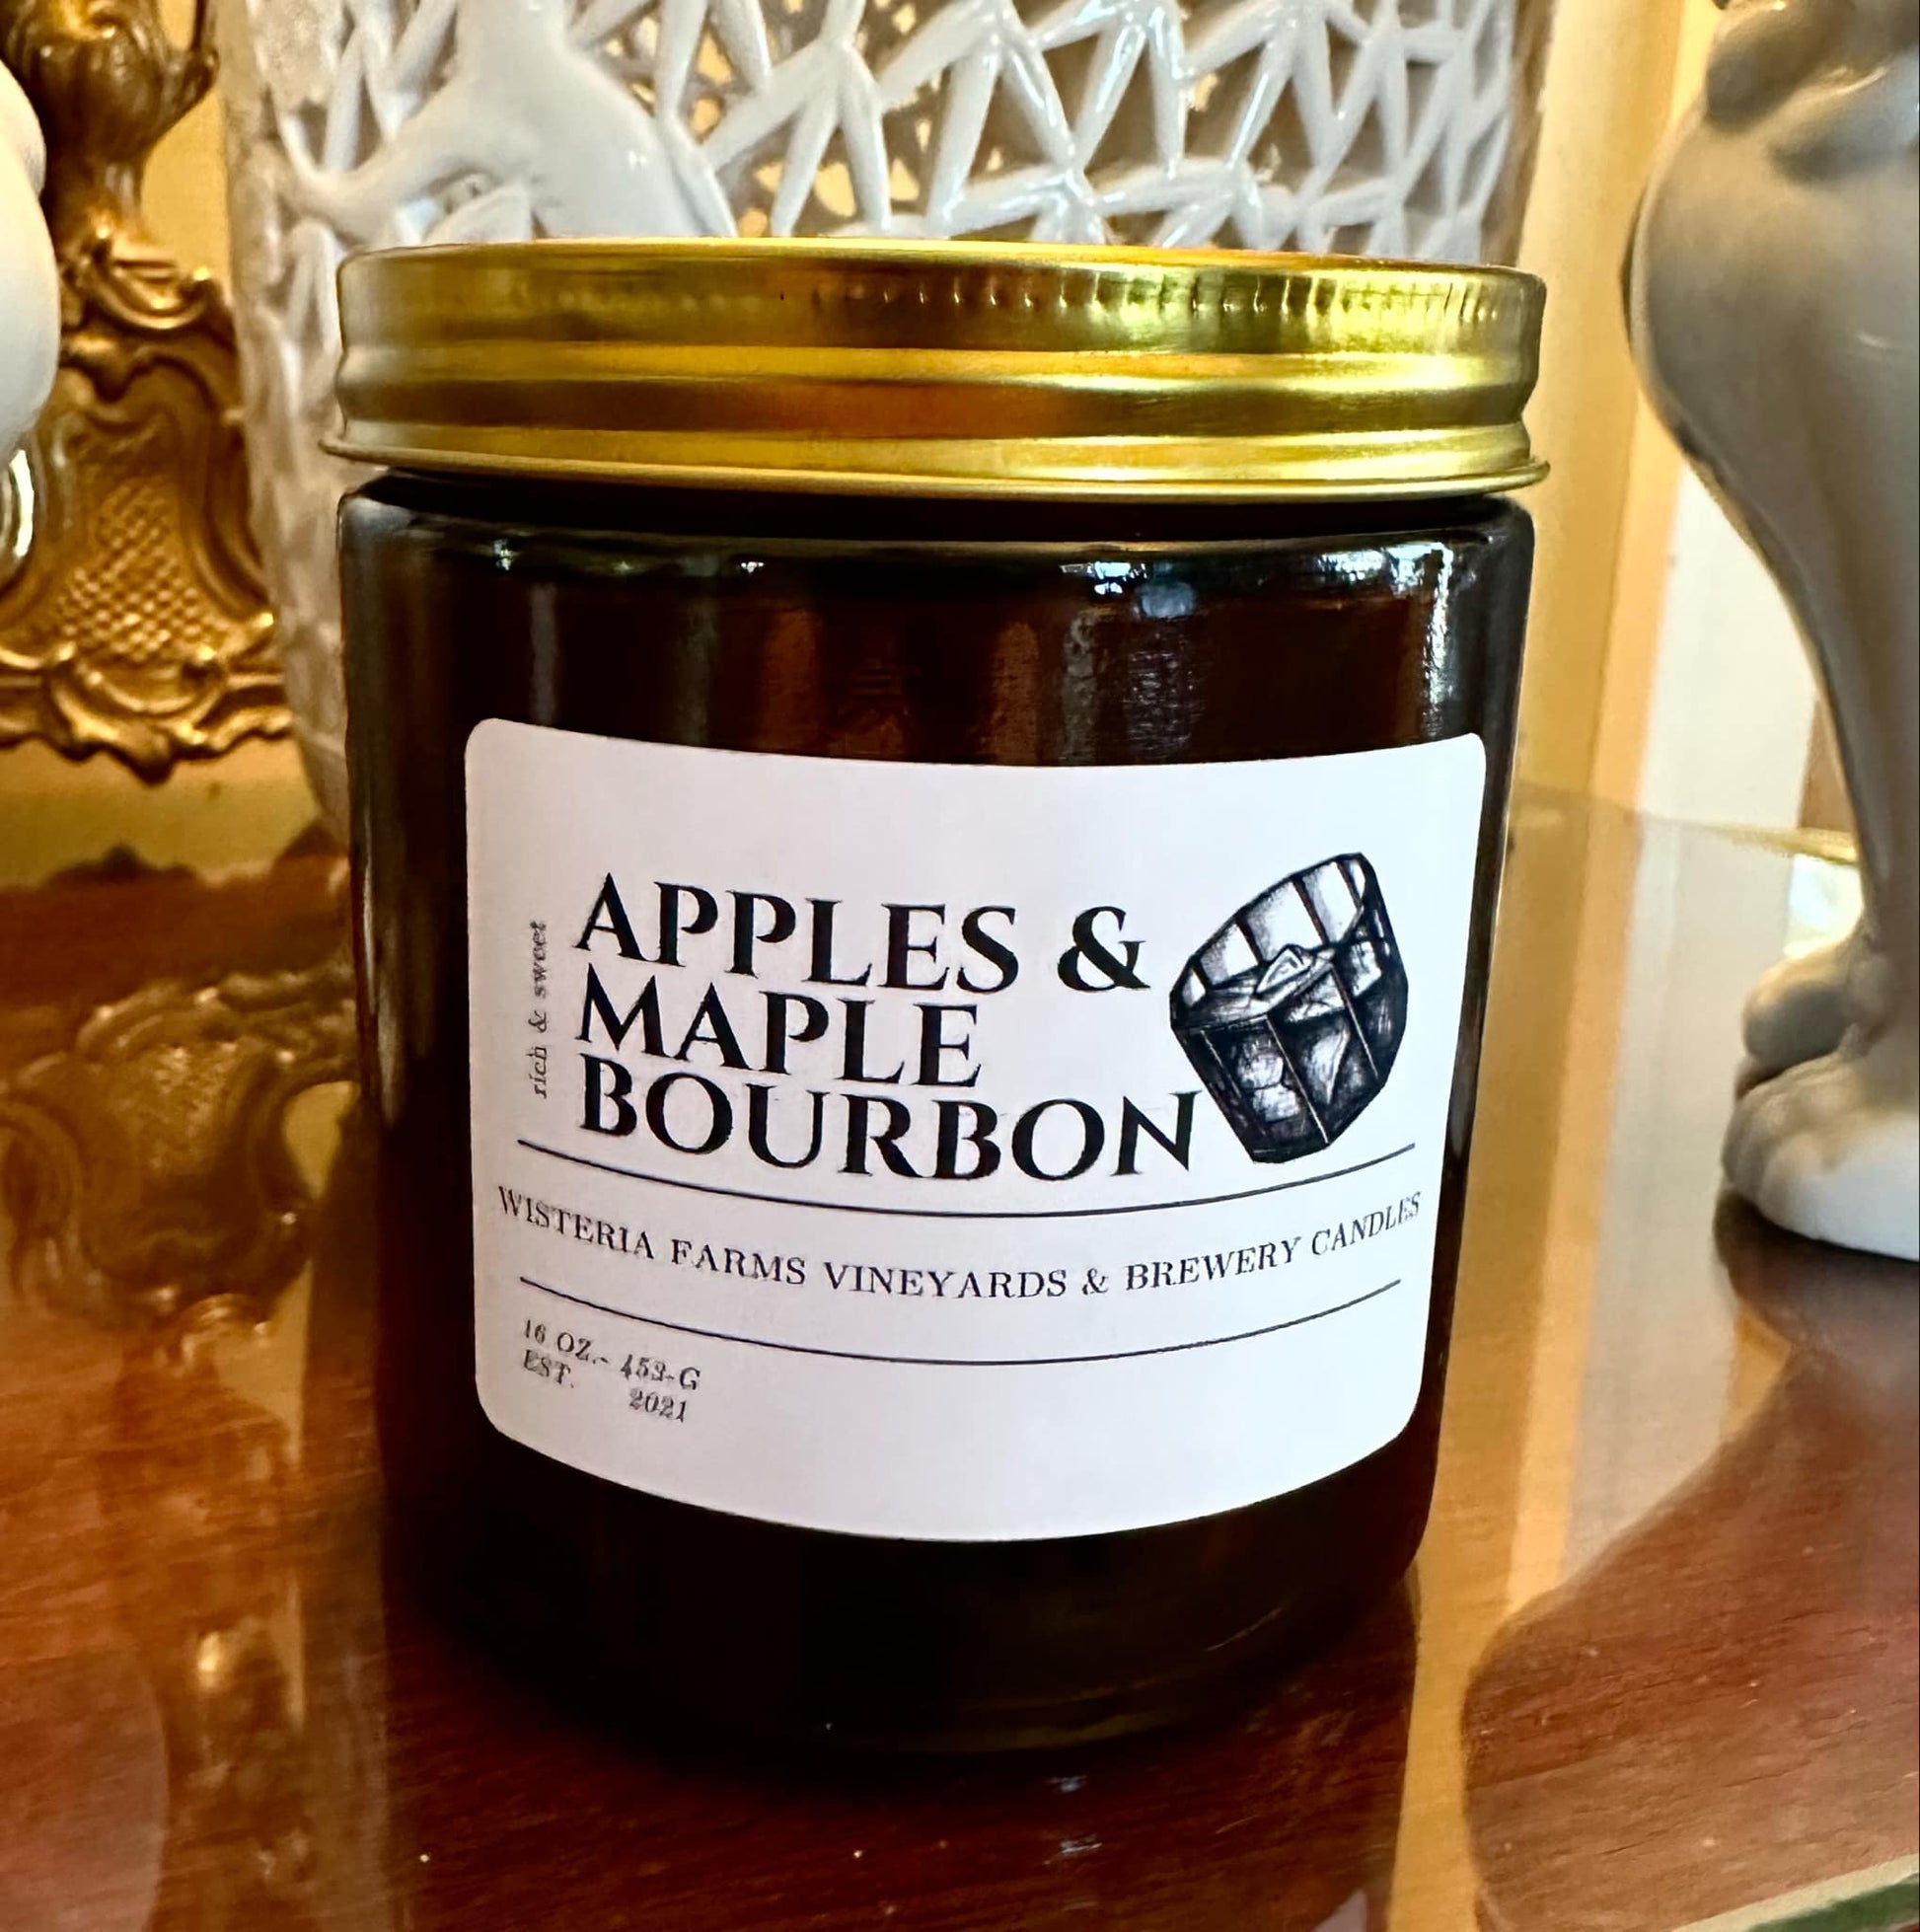 rich & sweet
APPLES &
MAPLE
BOURBON
WISTERIA FARMS VINEYARDS & BREWERY CANDLES
16 OZ.- 453-G
EST. 2021